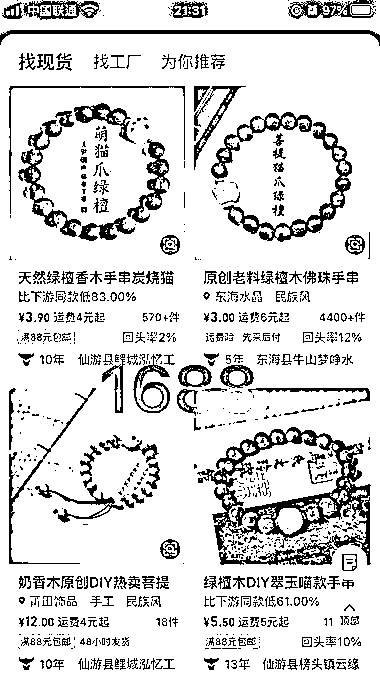 中国联通 21:31 97%
找现货 找工厂 为你推荐
萌猫爪绿檀
菩提猫爪绿檀
天然绿檀香木手串炭烧猫
比下游同款低83.00%
¥3.90 运费4元起 570+件
满88元包邮 回头率2%
10年 仙游县鲤城泓忆工
原创老料绿檀木佛珠手串
东海水晶 民族风
¥3.00 运费6元起 4400+件
运费险 先采后付 回头率12%
5年 东海县牛山梦峥水
1688
奶香木原创DIY热卖菩提
莆田饰品 手工 民族风
¥12.00 运费4元起 18件
满88元包邮 48小时发货
10年 仙游县鲤城泓忆工
绿檀木DIY翠玉喵款手串
比下游同款低61.00%
¥5.50 运费5元起 11
顶部
满88元包邮 回头率10%
13年 仙游县榜头镇云缘